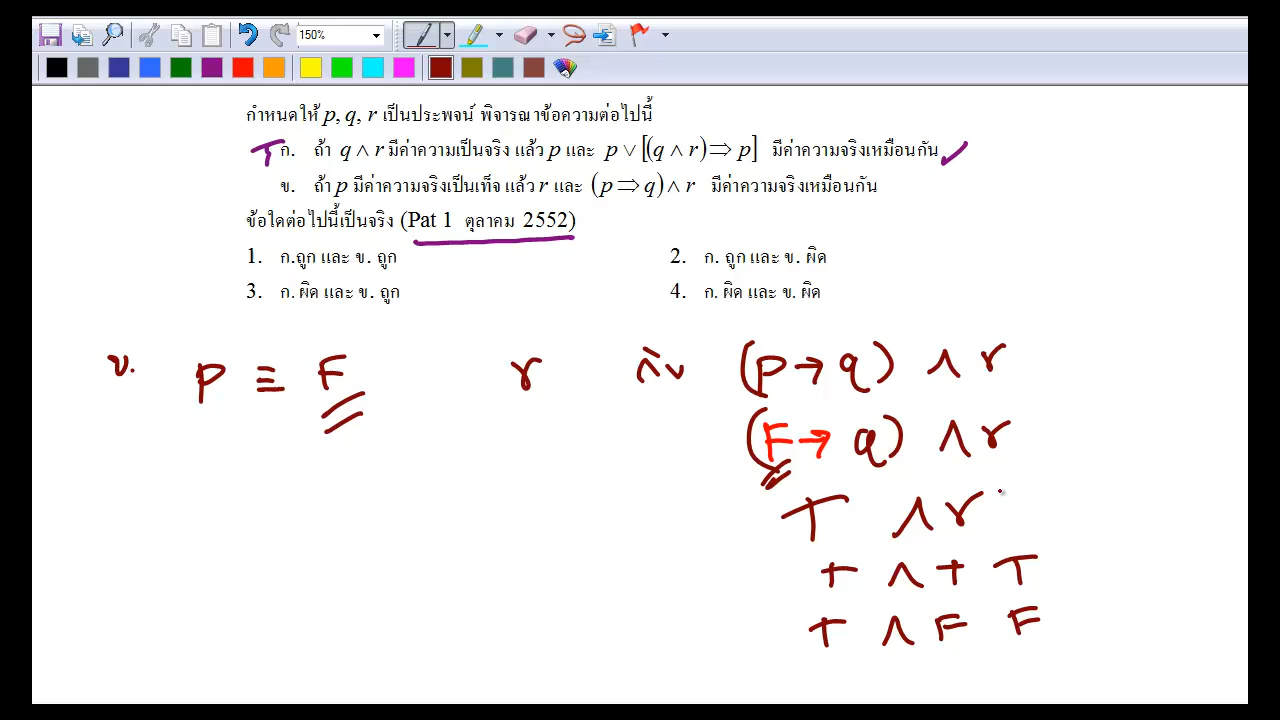 150%
กำหนดให้ p, q, r เป็นประพจน์ พิจารณาข้อความต่อไปนี้
T ก. ถ้า q ∧ r มีค่าความเป็นจริง แล้ว p และ p ∨ [(q ∧ r) ⇒ p] มีค่าความจริงเหมือนกัน ✓
ข. ถ้า p มีค่าความจริงเป็นเท็จ แล้ว r และ (p ⇒ q) ∧ r มีค่าความจริงเหมือนกัน
ข้อใดต่อไปนี้เป็นจริง (Pat 1 ตุลาคม 2552)
1. ก.ถูก และ ข. ถูก 2. ก. ถูก และ ข. ผิด
3. ก. ผิด และ ข. ถูก 4. ก. ผิด และ ข. ผิด
ข. p ≡ F r กับ (p → q) ∧ r
(F → q) ∧ r
T ∧ r
T ∧ T T
T ∧ F F